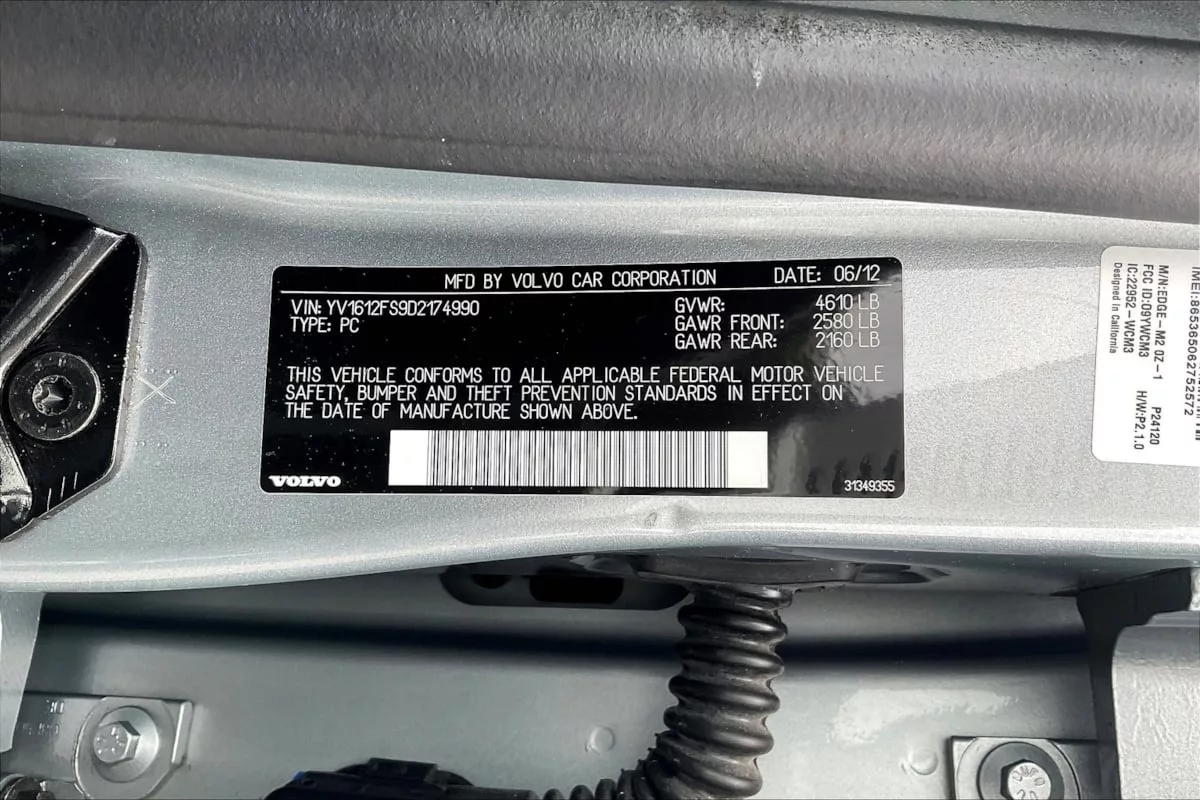 MFD BY VOLVO CAR CORPORATION DATE: 06/12
VIN: YV1612FS9D2174990
TYPE: PC
GVWR: 4610 LB
GAWR FRONT: 2580 LB
GAWR REAR: 2160 LB
THIS VEHICLE CONFORMS TO ALL APPLICABLE FEDERAL MOTOR VEHICLE
SAFETY, BUMPER AND THEFT PREVENTION STANDARDS IN EFFECT ON
THE DATE OF MANUFACTURE SHOWN ABOVE.
VOLVO
31349355
IMEI:865365062752572
M/N:EDGE-M2 0Z-1 P24120
FCC ID:O9YWCM3 H/W:P2.1.0
IC:22952-WCM3
Designed in California